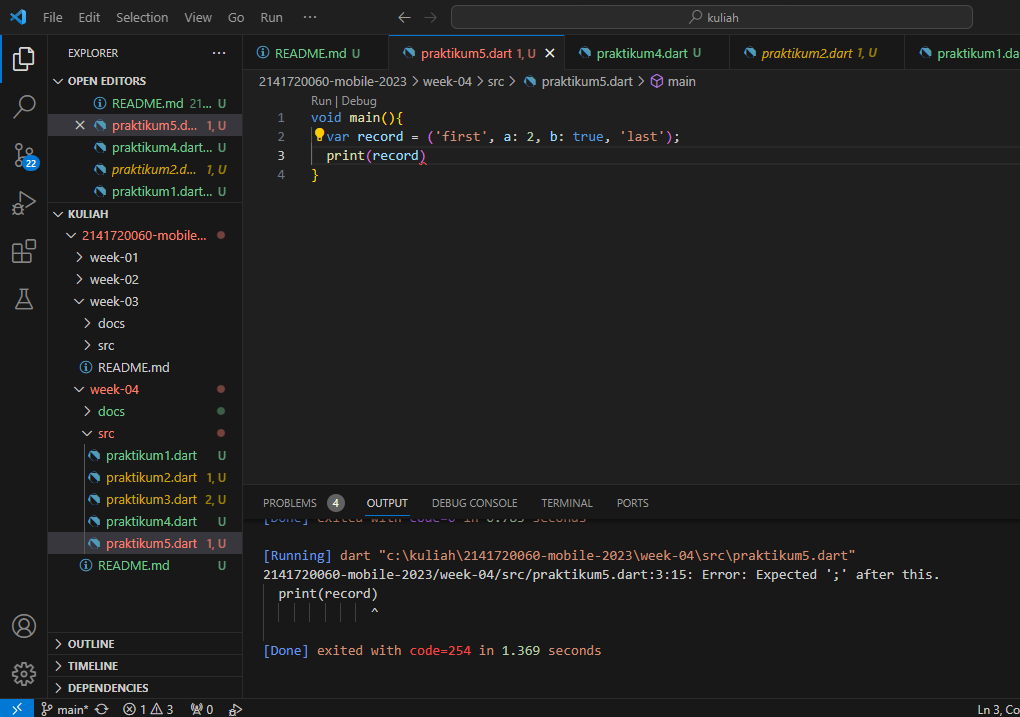 File Edit Selection View Go Run ··· kuliah
EXPLORER ···
OPEN EDITORS
README.md 21... U
praktikum5.d... 1, U
praktikum4.dart... U
praktikum2.d... 1, U
praktikum1.dart... U
KULIAH
2141720060-mobile...
week-01
week-02
week-03
docs
src
README.md
week-04
docs
src
praktikum1.dart U
praktikum2.dart 1, U
praktikum3.dart 2, U
praktikum4.dart U
praktikum5.dart 1, U
README.md U
OUTLINE
TIMELINE
DEPENDENCIES
22
README.md U praktikum5.dart 1, U praktikum4.dart U praktikum2.dart 1, U praktikum1.da
2141720060-mobile-2023 > week-04 > src > praktikum5.dart > main
Run | Debug
1 void main(){
2 var record = ('first', a: 2, b: true, 'last');
3 print(record)
4 }
PROBLEMS 4 OUTPUT DEBUG CONSOLE TERMINAL PORTS
[Done] exited with code=0 in 0.783 seconds
[Running] dart "c:\kuliah\2141720060-mobile-2023\week-04\src\praktikum5.dart"
2141720060-mobile-2023/week-04/src/praktikum5.dart:3:15: Error: Expected ';' after this.
print(record)
^
[Done] exited with code=254 in 1.369 seconds
main* 1 3 0 Ln 3, Co